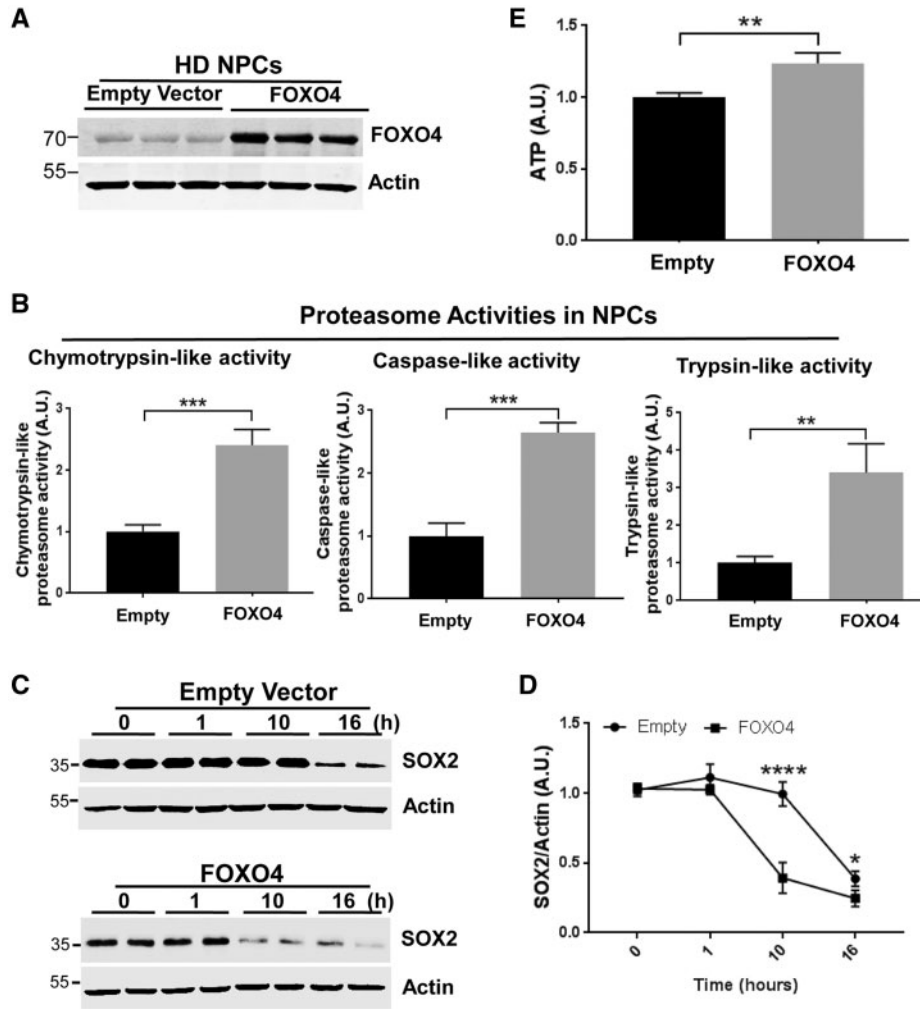 A
HD NPCs
Empty Vector FOXO4
70 FOXO4
55
Actin
E
**
ATP (A.U.)
1.5
1.0
0.5
0.0
Empty FOXO4
B
Proteasome Activities in NPCs
Chymotrypsin-like activity
Chymotrypsin-like
proteasome activity (A.U.)
***
3
2
1
0
Empty FOXO4
Caspase-like activity
Caspase-like
proteasome activity (A.U.)
***
3
2
1
0
Empty FOXO4
Trypsin-like activity
Trypsin-like
proteasome activity (A.U.)
**
5
4
3
2
1
0
Empty FOXO4
C
Empty Vector
0 1 10 16 (h)
35 SOX2
55
Actin
FOXO4
0 1 10 16 (h)
35 SOX2
55
Actin
D
Empty FOXO4
****
*
SOX2/Actin (A.U.)
1.5
1.0
0.5
0.0
0 1 10 16
Time (hours)